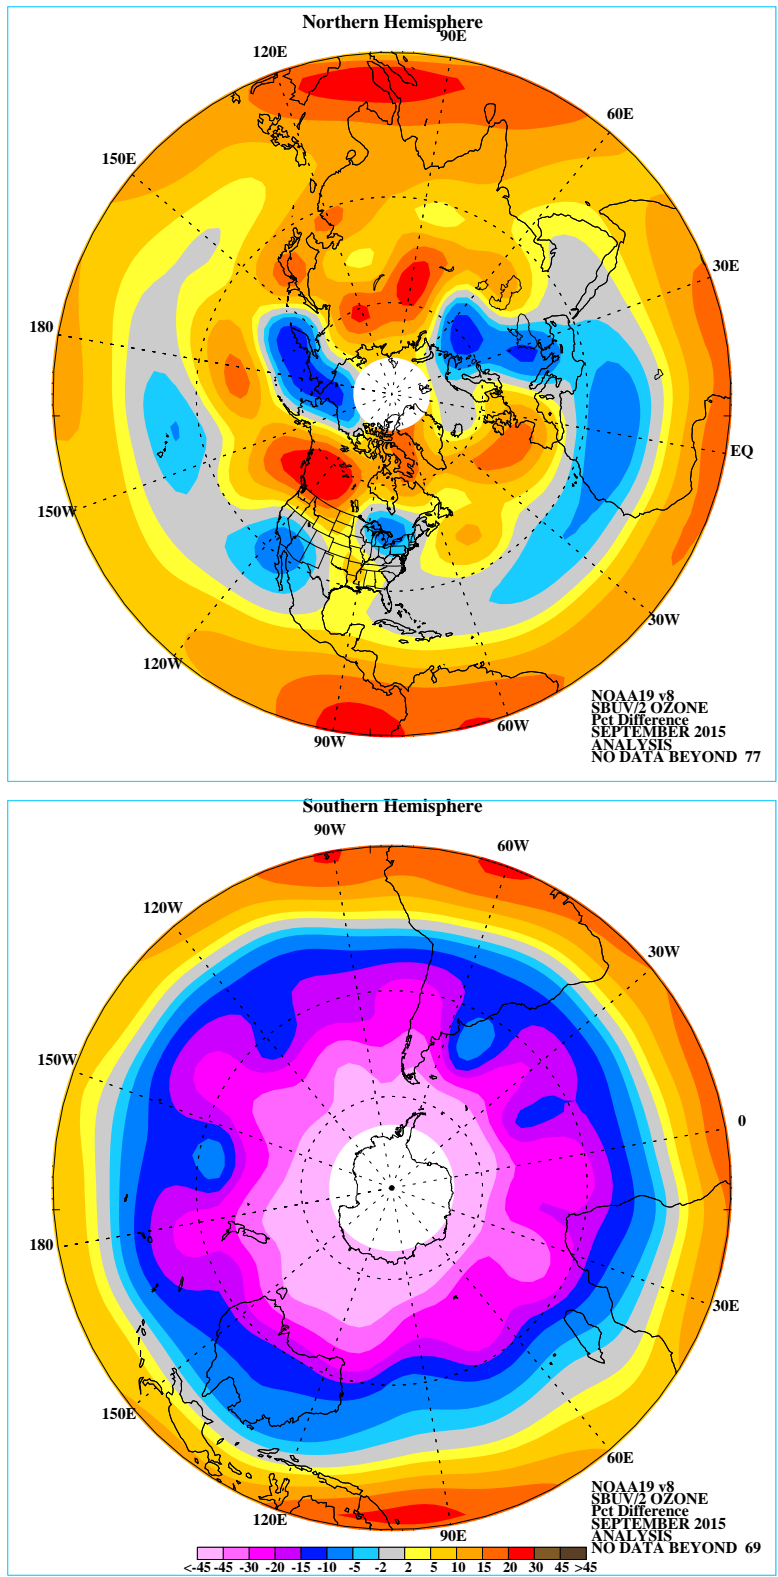 Northern Hemisphere
90E
120E
60E
150E
30E
180
EQ
150W
30W
120W
60W
90W
NOAA19 v8
SBUV/2 OZONE
Pct Difference
SEPTEMBER 2015
ANALYSIS
NO DATA BEYOND 77
Southern Hemisphere
90W
60W
120W
30W
150W
0
180
30E
150E
60E
120E
90E
NOAA19 v8
SBUV/2 OZONE
Pct Difference
SEPTEMBER 2015
ANALYSIS
NO DATA BEYOND 69
<-45 -45 -30 -20 -15 -10 -5 -2 2 5 10 15 20 30 45 >45